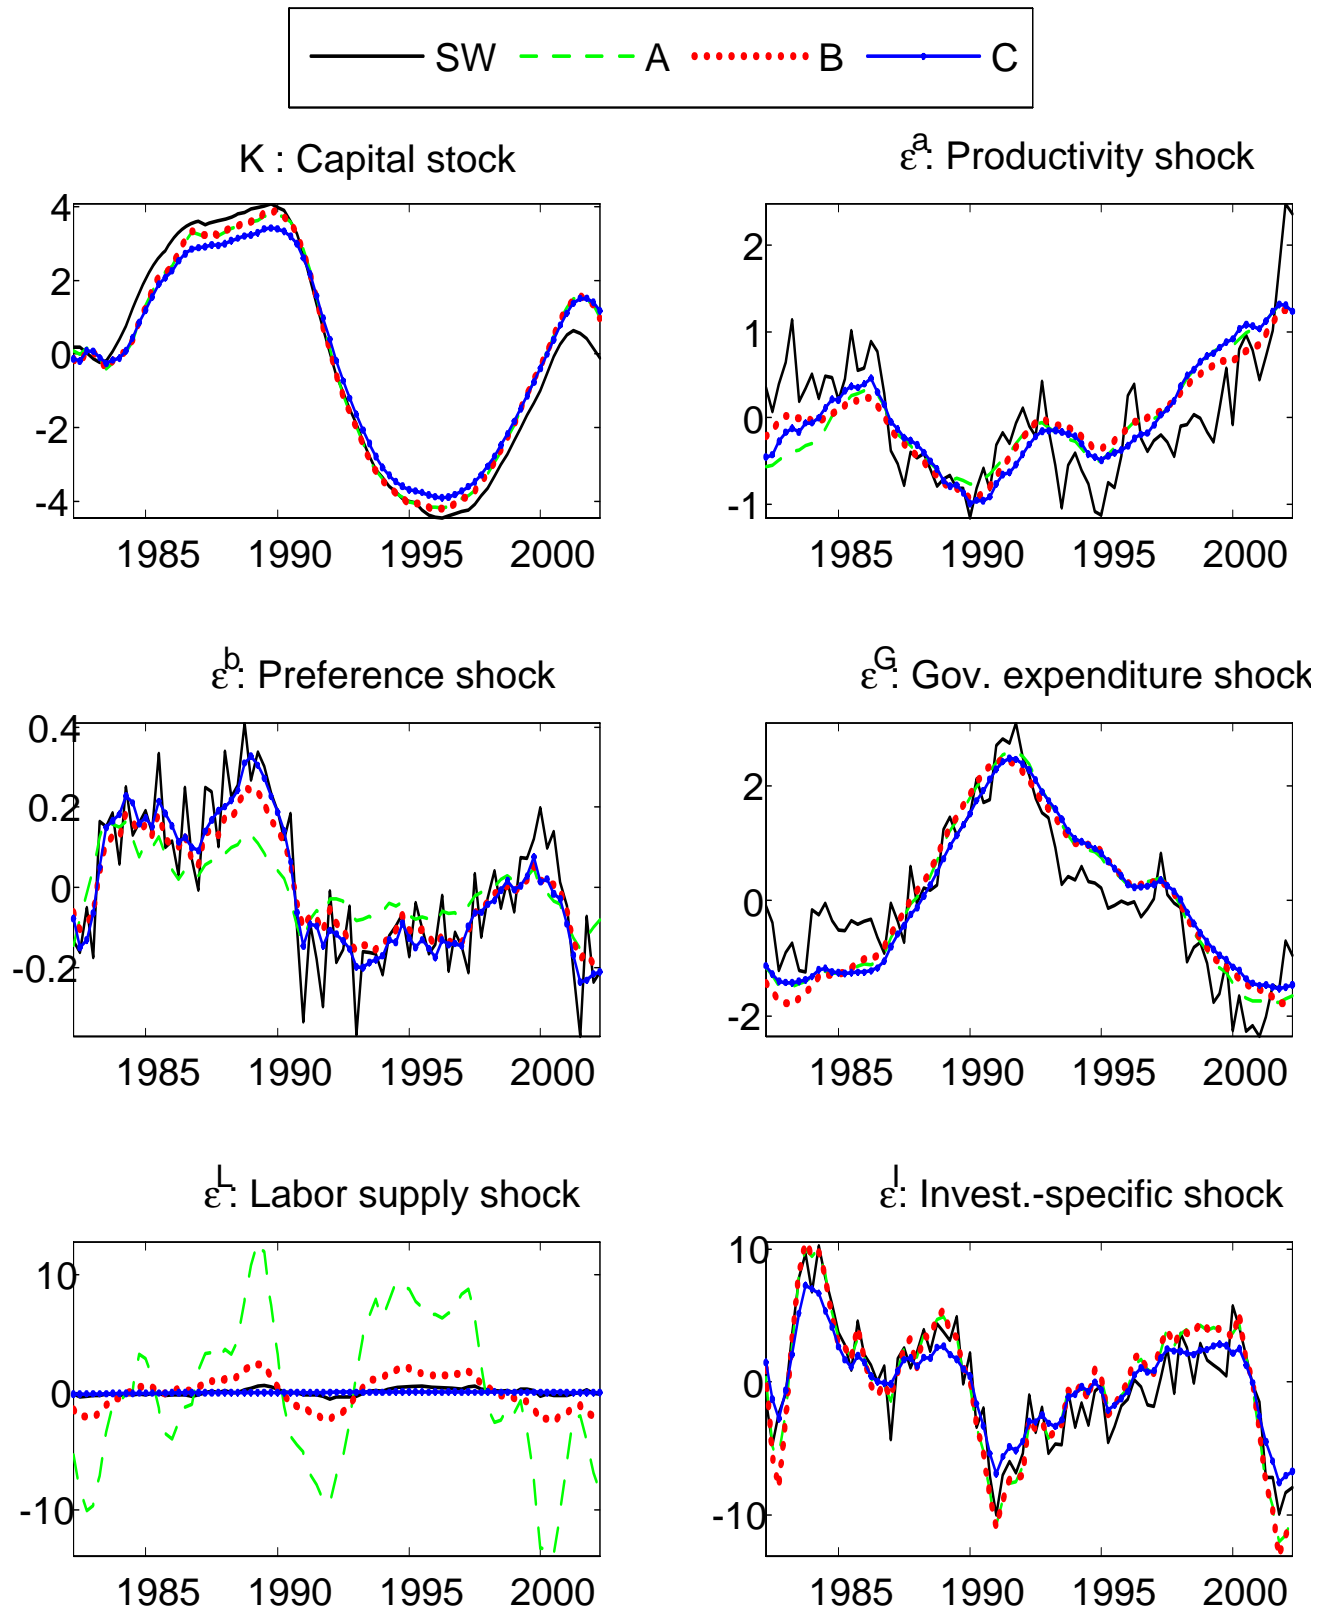 SW A B C
K : Capital stock
εª: Productivity shock
4
2
0
-2
-4
1985 1990 1995 2000
2
1
0
-1
1985 1990 1995 2000
εᵇ: Preference shock
εᴳ: Gov. expenditure shock
0.4
0.2
0
-0.2
1985 1990 1995 2000
2
0
-2
1985 1990 1995 2000
εᴸ: Labor supply shock
εᴵ: Invest.-specific shock
10
0
-10
1985 1990 1995 2000
10
0
-10
1985 1990 1995 2000